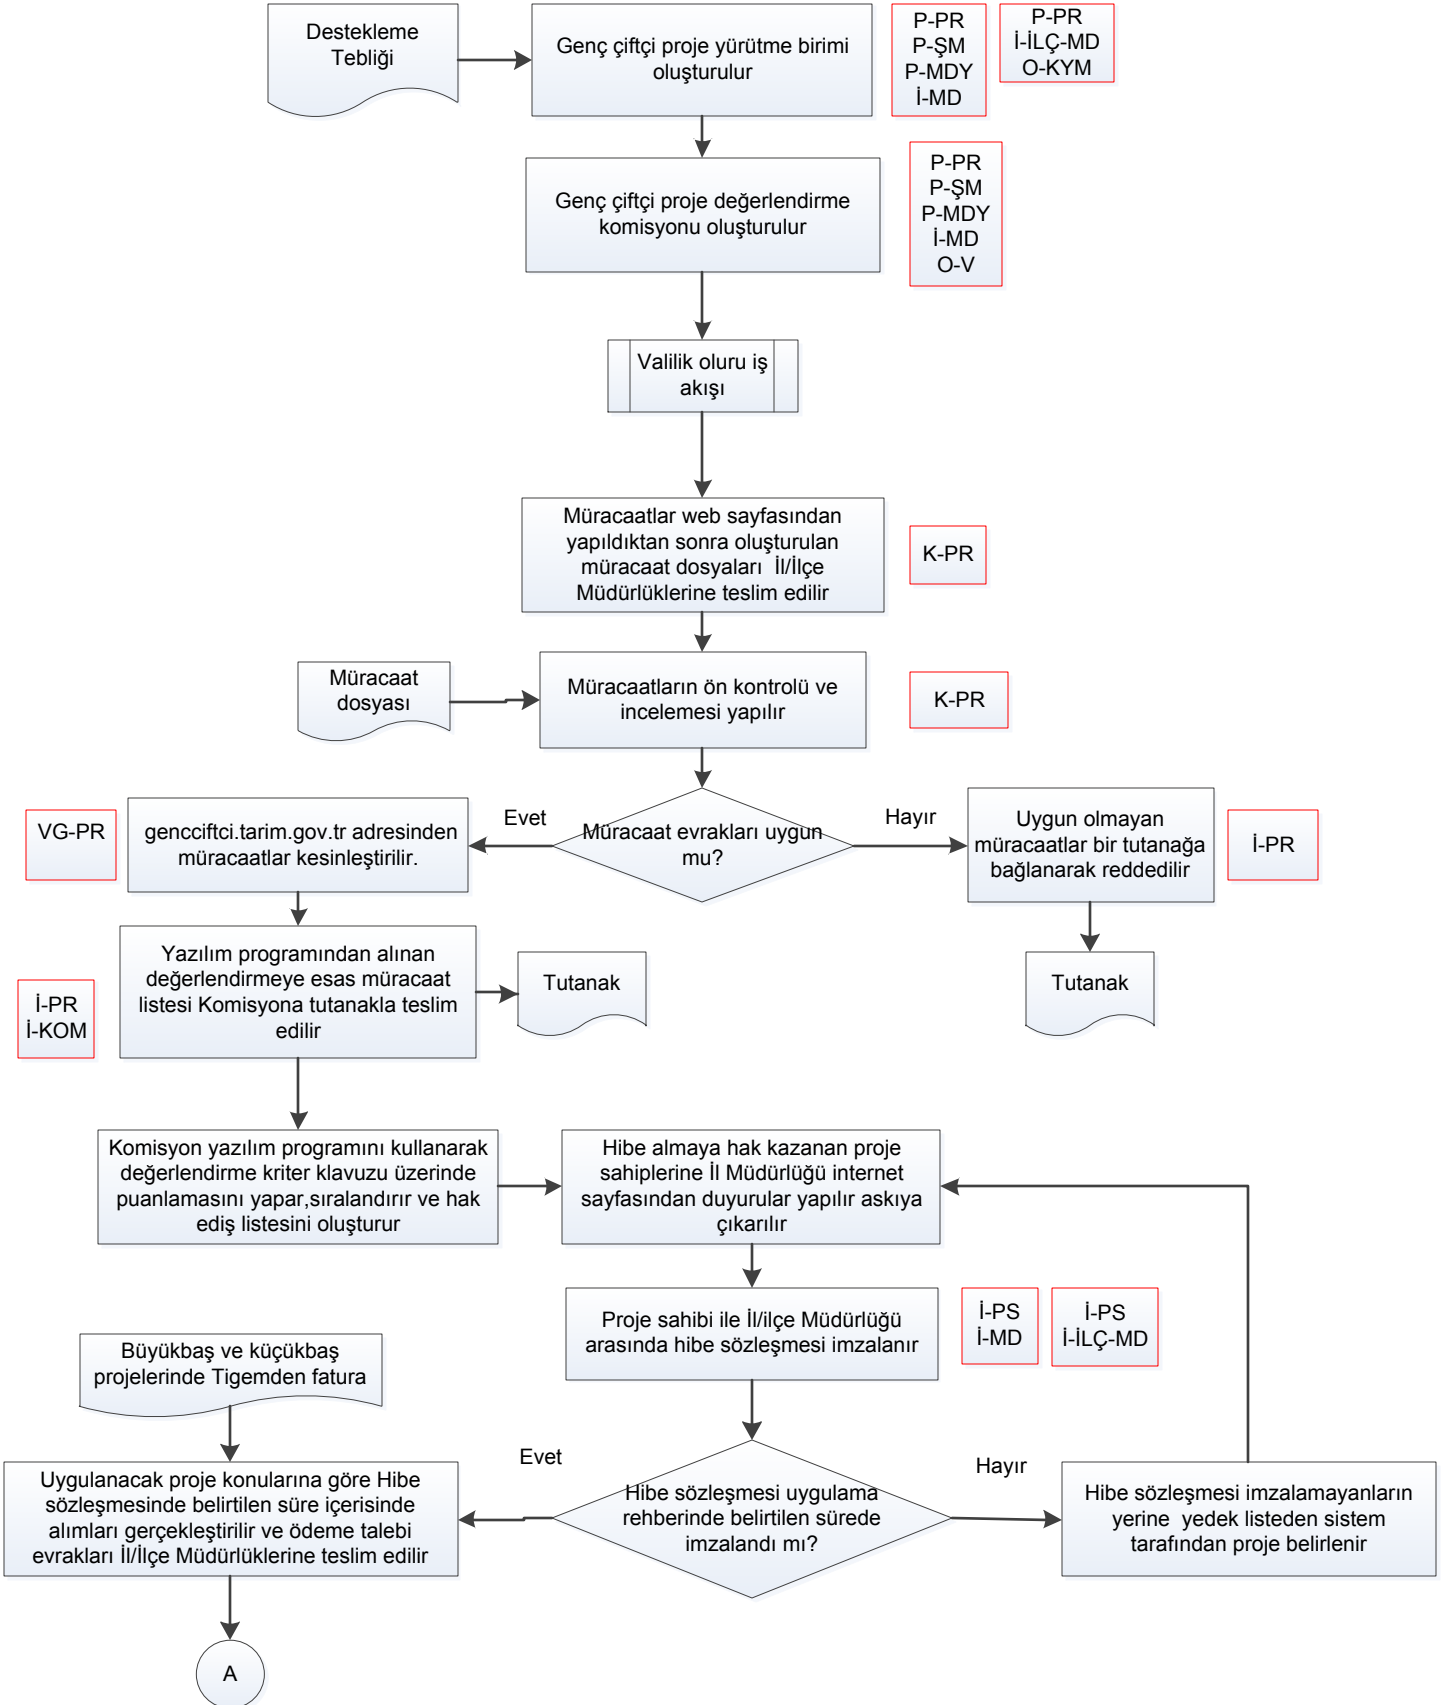 Destekleme
Tebliği
Genç çiftçi proje yürütme birimi
oluşturulur
P-PR
P-ŞM
P-MDY
İ-MD
P-PR
İ-İLÇ-MD
O-KYM
Genç çiftçi proje değerlendirme
komisyonu oluşturulur
P-PR
P-ŞM
P-MDY
İ-MD
O-V
Valilik oluru iş
akışı
Müracaatlar web sayfasından
yapıldıktan sonra oluşturulan
müracaat dosyaları  İl/İlçe
Müdürlüklerine teslim edilir
K-PR
Müracaat
dosyası
Müracaatların ön kontrolü ve
incelemesi yapılır
K-PR
VG-PR
gencciftci.tarim.gov.tr adresinden
müracaatlar kesinleştirilir.
Evet
Müracaat evrakları uygun
mu?
Hayır
Uygun olmayan
müracaatlar bir tutanağa
bağlanarak reddedilir
İ-PR
İ-PR
İ-KOM
Yazılım programından alınan
değerlendirmeye esas müracaat
listesi Komisyona tutanakla teslim
edilir
Tutanak
Tutanak
Komisyon yazılım programını kullanarak
değerlendirme kriter klavuzu üzerinde
puanlamasını yapar,sıralandırır ve hak
ediş listesini oluşturur
Hibe almaya hak kazanan proje
sahiplerine İl Müdürlüğü internet
sayfasından duyurular yapılır askıya
çıkarılır
Proje sahibi ile İl/ilçe Müdürlüğü
arasında hibe sözleşmesi imzalanır
İ-PS
İ-MD
İ-PS
İ-İLÇ-MD
Büyükbaş ve küçükbaş
projelerinde Tigemden fatura
Uygulanacak proje konularına göre Hibe
sözleşmesinde belirtilen süre içerisinde
alımları gerçekleştirilir ve ödeme talebi
evrakları İl/İlçe Müdürlüklerine teslim edilir
Evet
Hibe sözleşmesi uygulama
rehberinde belirtilen sürede
imzalandı mı?
Hayır
Hibe sözleşmesi imzalamayanların
yerine  yedek listeden sistem
tarafından proje belirlenir
A